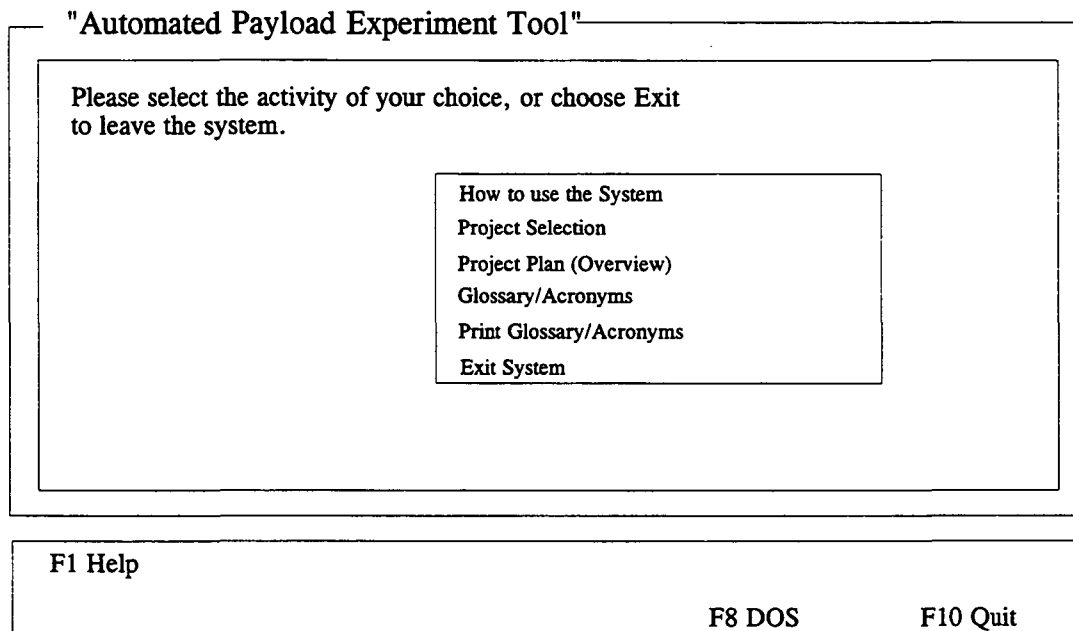 "Automated Payload Experiment Tool"
Please select the activity of your choice, or choose Exit
to leave the system.
How to use the System
Project Selection
Project Plan (Overview)
Glossary/Acronyms
Print Glossary/Acronyms
Exit System
F1 Help
F8 DOS F10 Quit